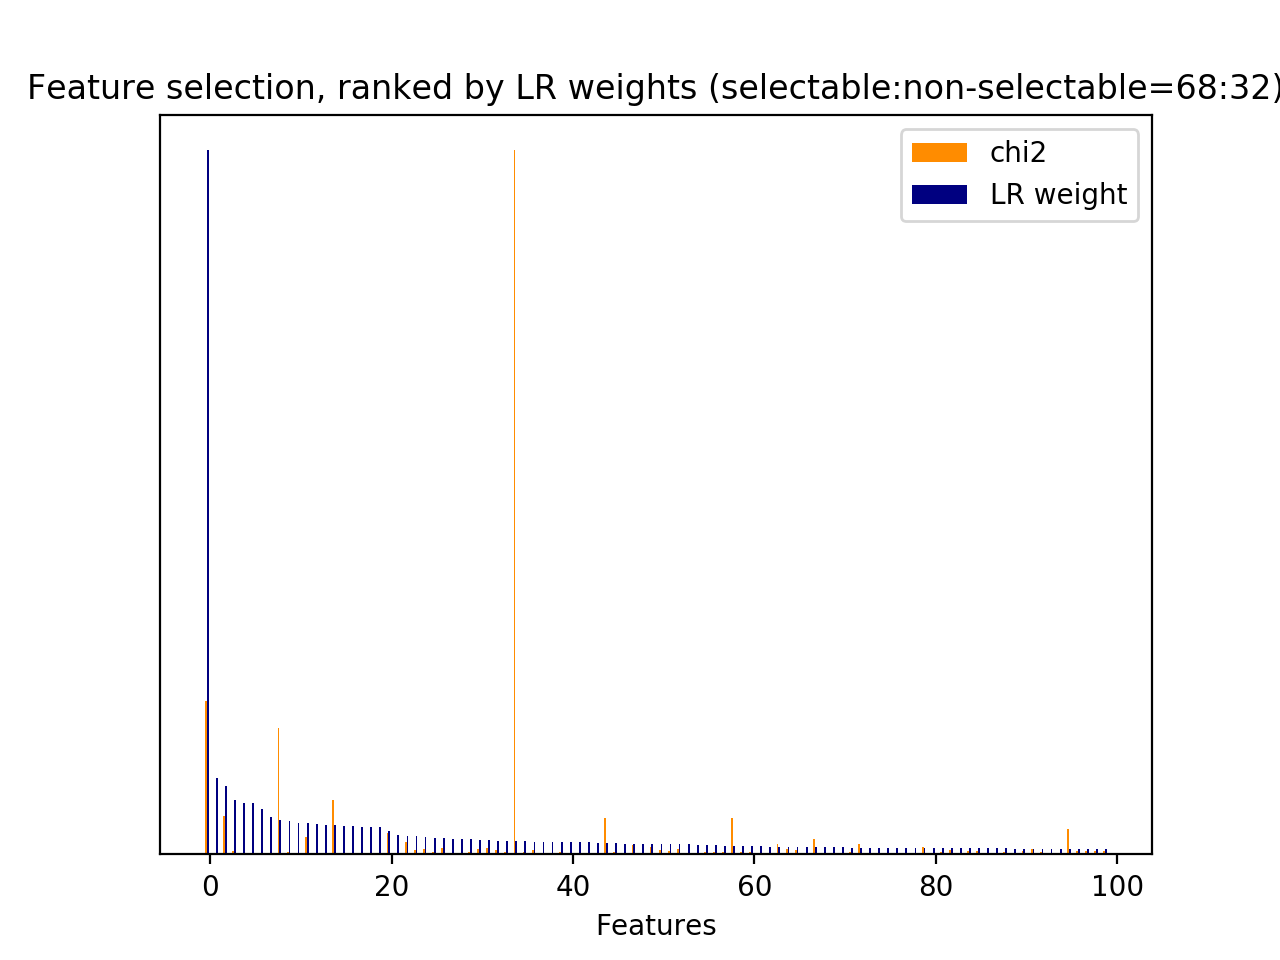 Feature selection, ranked by LR weights (selectable:non-selectable=68:32)
chi2
LR weight
0 20 40 60 80 100
Features